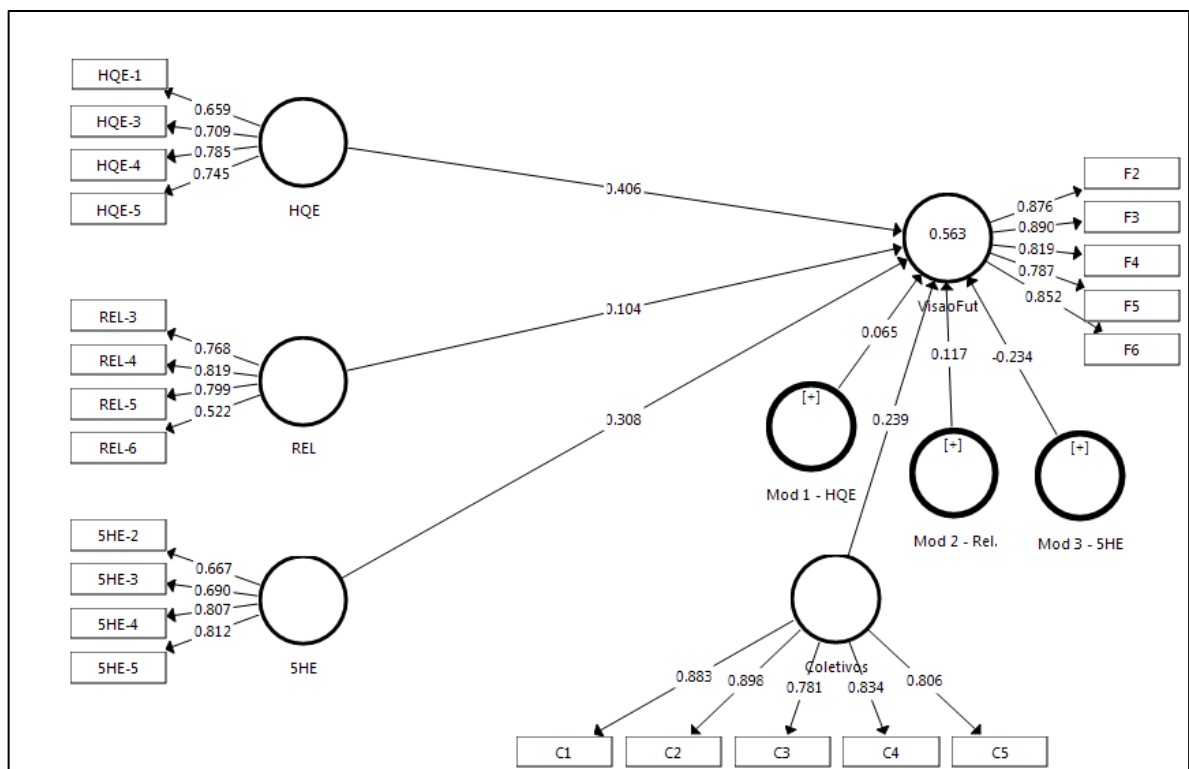 HQE-1
HQE-3
HQE-4
HQE-5
0.659
0.709
0.785
0.745
HQE
0.406
REL-3
REL-4
REL-5
REL-6
0.768
0.819
0.799
0.522
REL
0.104
5HE-2
5HE-3
5HE-4
5HE-5
0.667
0.690
0.807
0.812
5HE
0.308
0.563
VisaoFut
0.876
0.890
0.819
0.787
0.852
F2
F3
F4
F5
F6
0.065
0.117
-0.234
0.239
[+]
Mod 1 - HQE
[+]
Mod 2 - Rel.
[+]
Mod 3 - 5HE
Coletivos
0.883
0.898
0.781
0.834
0.806
C1
C2
C3
C4
C5